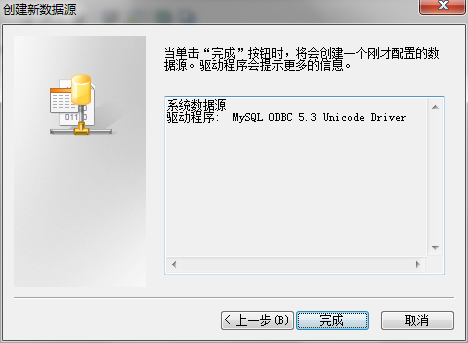 创建新数据源
当单击“完成”按钮时，将会创建一个刚才配置的数
据源。驱动程序会提示更多的信息。
系统数据源
驱动程序: MySQL ODBC 5.3 Unicode Driver
< 上一步(B)
完成
取消